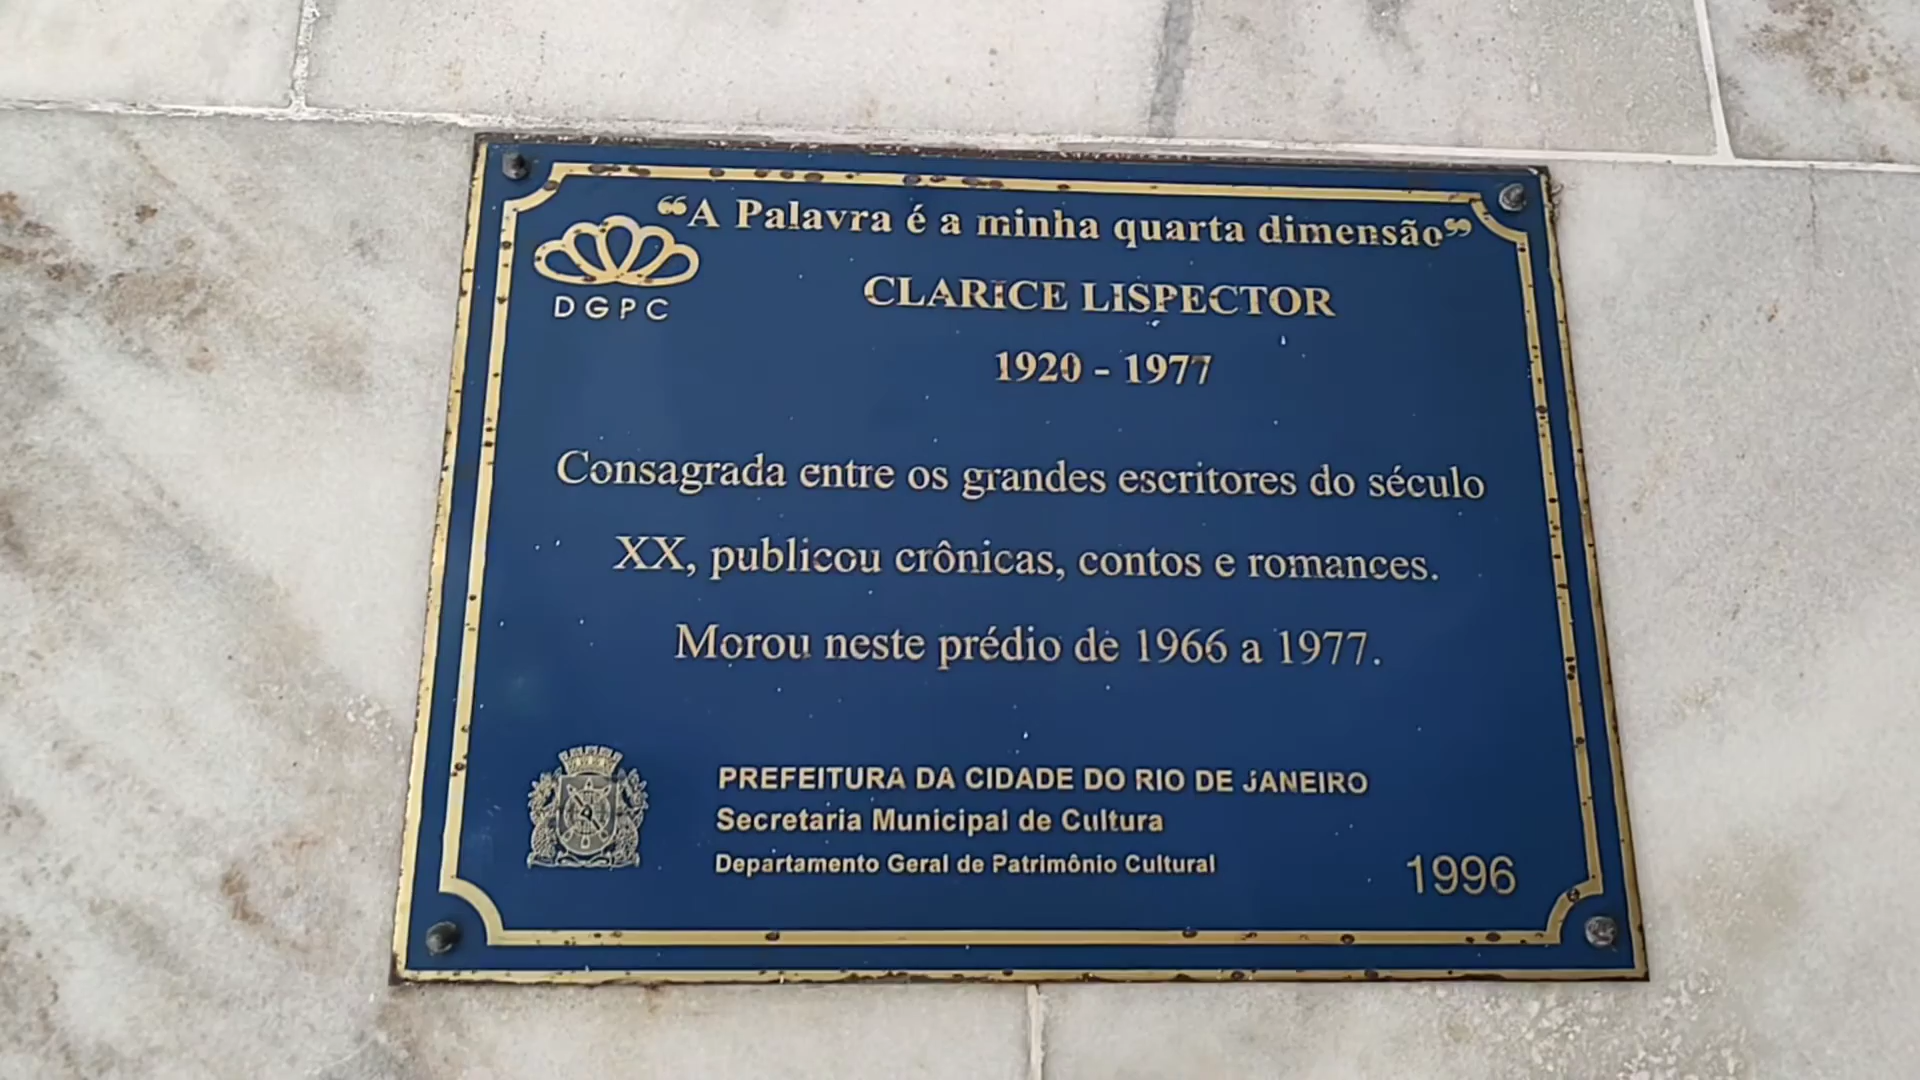 “A Palavra é a minha quarta dimensão”
DGPC
CLARICE LISPECTOR
1920 - 1977
Consagrada entre os grandes escritores do século
XX, publicou crônicas, contos e romances.
Morou neste prédio de 1966 a 1977.
PREFEITURA DA CIDADE DO RIO DE JANEIRO
Secretaria Municipal de Cultura
Departamento Geral de Patrimônio Cultural
1996